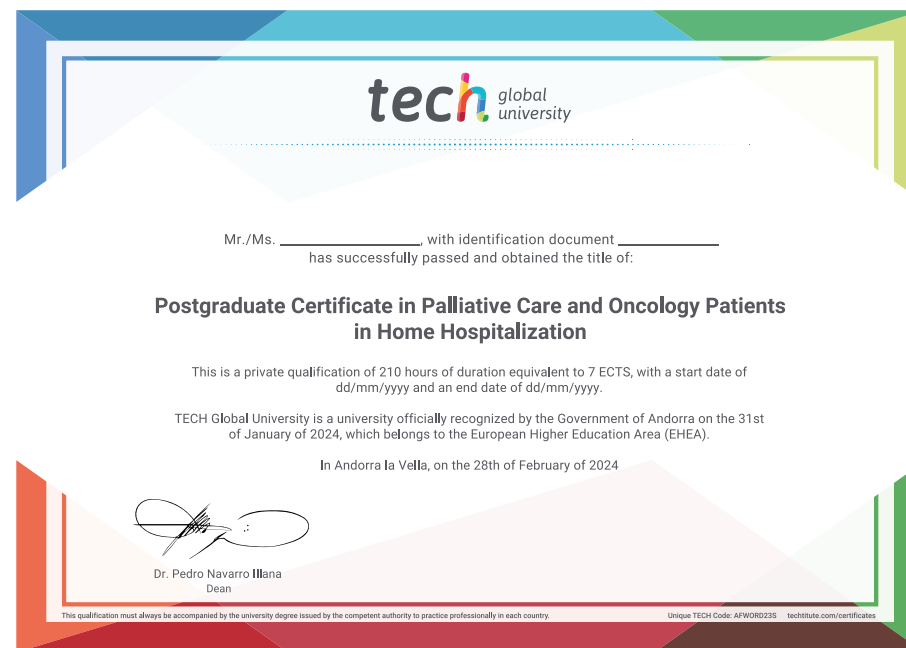 tech global
university
Mr./Ms. ____________, with identification document ____________
has successfully passed and obtained the title of:
Postgraduate Certificate in Palliative Care and Oncology Patients
in Home Hospitalization
This is a private qualification of 210 hours of duration equivalent to 7 ECTS, with a start date of
dd/mm/yyyy and an end date of dd/mm/yyyy.
TECH Global University is a university officially recognized by the Government of Andorra on the 31st
of January of 2024, which belongs to the European Higher Education Area (EHEA).
In Andorra la Vella, on the 28th of February of 2024
Dr. Pedro Navarro Illana
Dean
This qualification must always be accompanied by the university degree issued by the competent authority to practice professionally in each country.
Unique TECH Code: AFWORD23S techtitute.com/certificates